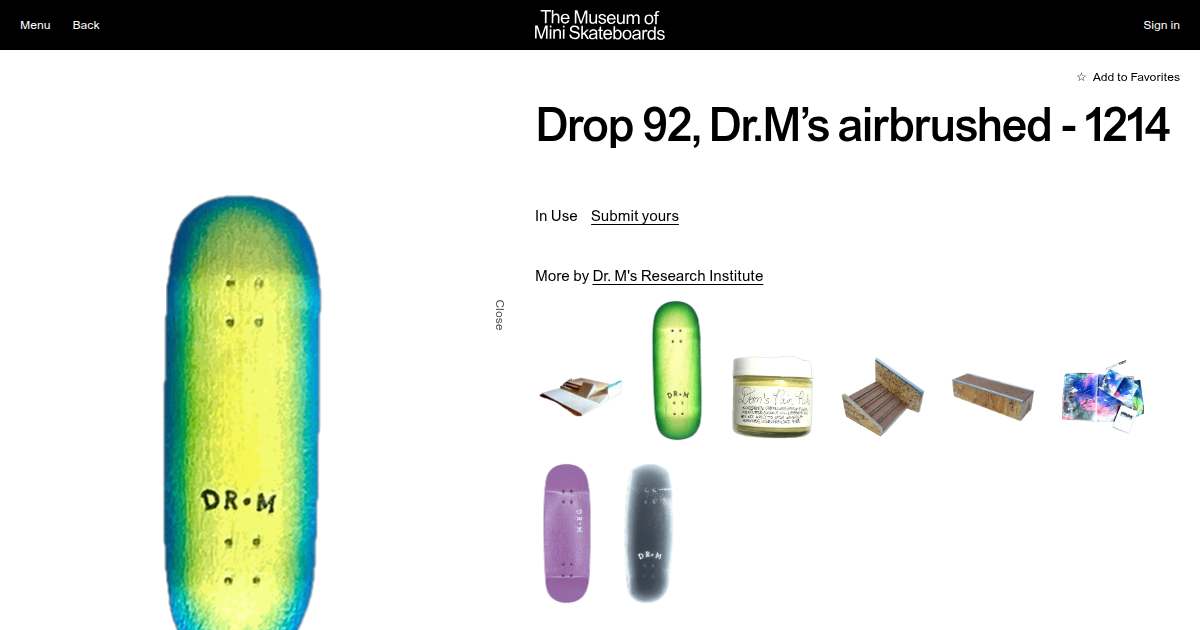 Menu
Back
The Museum of
Mini Skateboards
Sign in
☆ Add to Favorites
Drop 92, Dr.M’s airbrushed - 1214
In Use Submit yours
More by Dr. M's Research Institute
Close
DR•M
DR•M
DR•M
DR•M